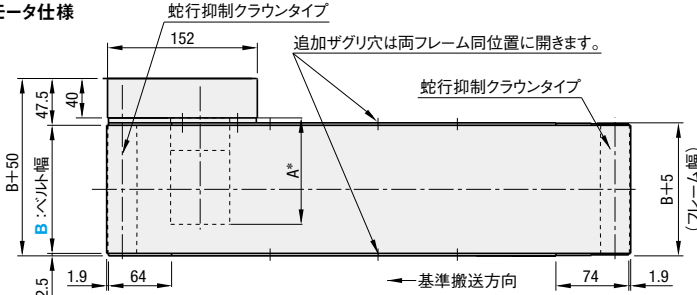 モータ仕様
蛇行抑制クラウンタイプ
152
追加ザグリ穴は両フレーム同位置に開きます。
蛇行抑制クラウンタイプ
47.5
40
B+50
B:ベルト幅
A*
B+5
(フレーム幅)
1.9
64
2.5
基準搬送方向
74
1.9